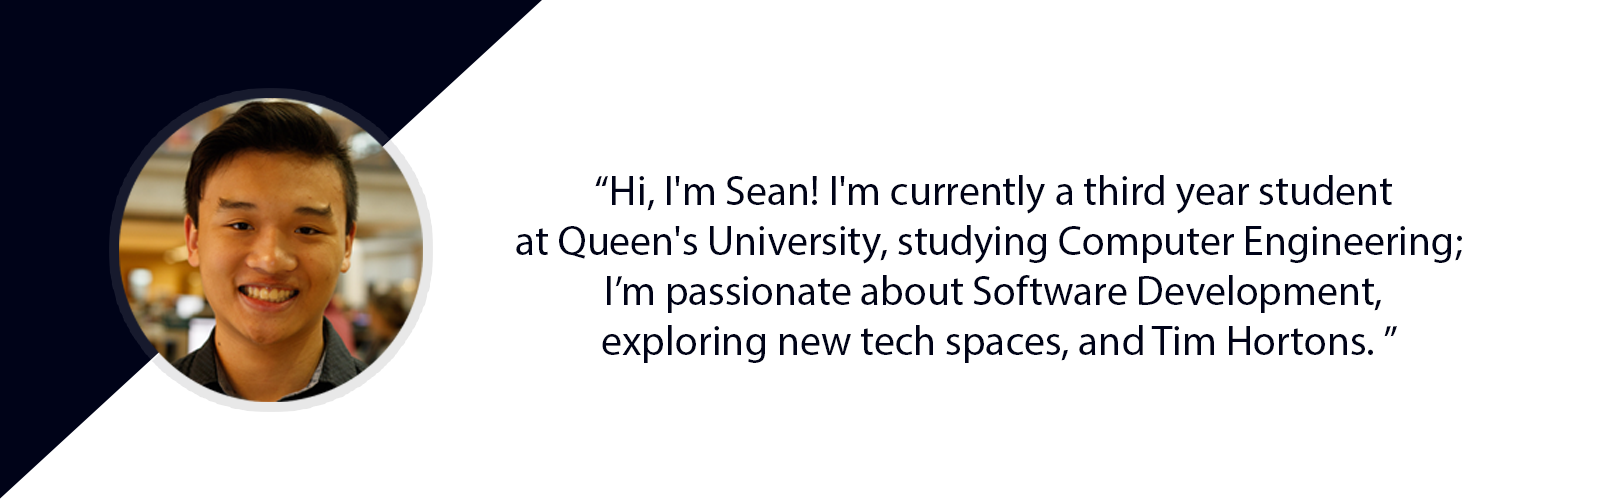 “Hi, I'm Sean! I'm currently a third year student
at Queen's University, studying Computer Engineering;
I’m passionate about Software Development,
exploring new tech spaces, and Tim Hortons. ”